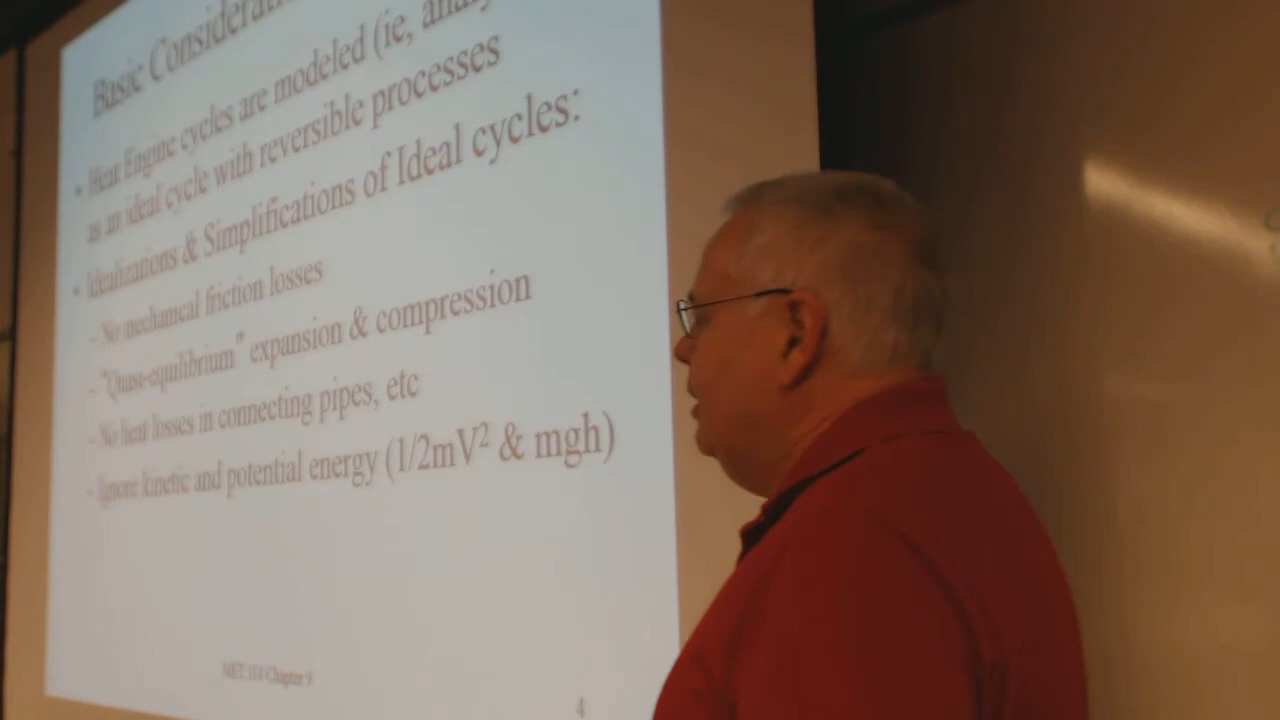 Basic Considerati
• Heat Engine cycles are modeled (ie, analy
as an ideal cycle with reversible processes
• Idealizations & Simplifications of Ideal cycles:
- No mechanical friction losses
- "Quasi-equilibrium" expansion & compression
- No heat losses in connecting pipes, etc
- Ignore kinetic and potential energy (1/2mV² & mgh)
MET Chapter 9
4